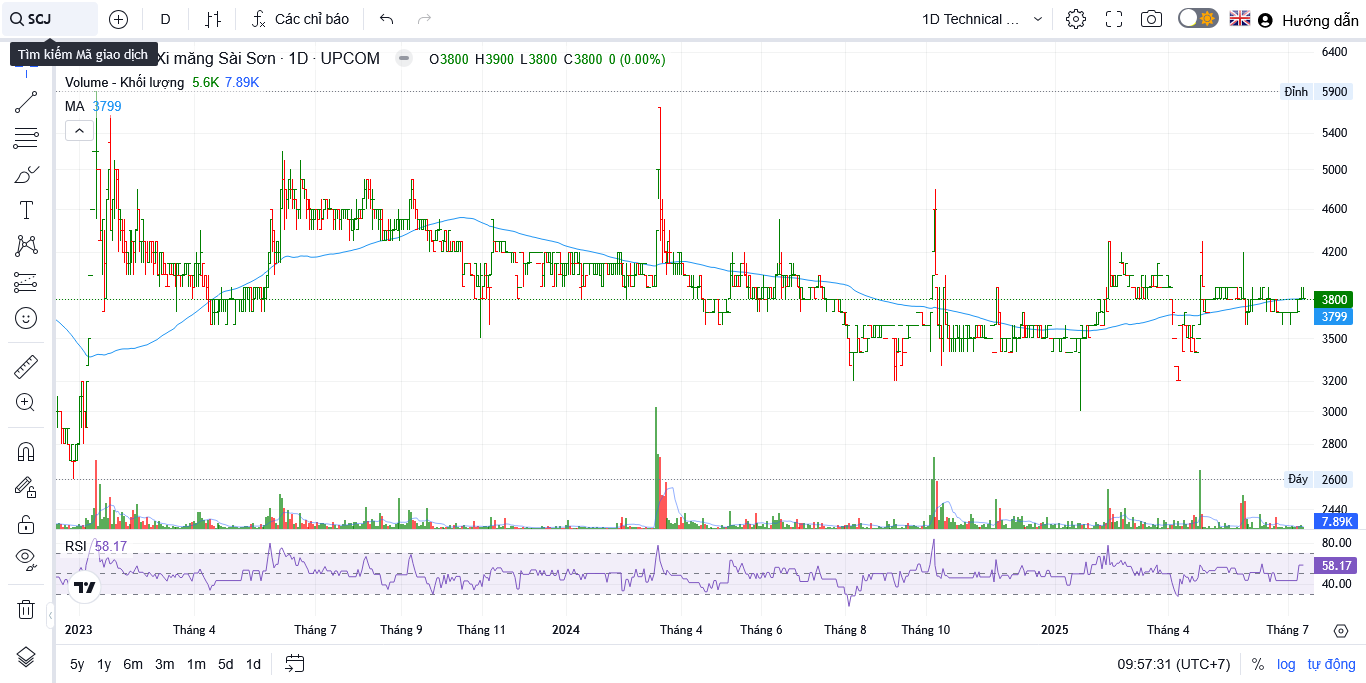 SCJ
D
Các chỉ báo
1D Technical ...
Hướng dẫn
Tìm kiếm Mã giao dịch
Xi măng Sài Sơn · 1D · UPCOM
O3800 H3900 L3800 C3800 0 (0.00%)
Volume - Khối lượng 5.6K 7.89K
MA 3799
6400
Đỉnh 5900
5400
5000
4600
4200
3800
3799
3500
3200
3000
2800
Đáy 2600
2440
7.89K
RSI 58.17
80.00
58.17
40.00
2023 Tháng 4 Tháng 7 Tháng 9 Tháng 11 2024 Tháng 4 Tháng 6 Tháng 8 Tháng 10 2025 Tháng 4 Tháng 7
5y 1y 6m 3m 1m 5d 1d
09:57:31 (UTC+7) % log tự động